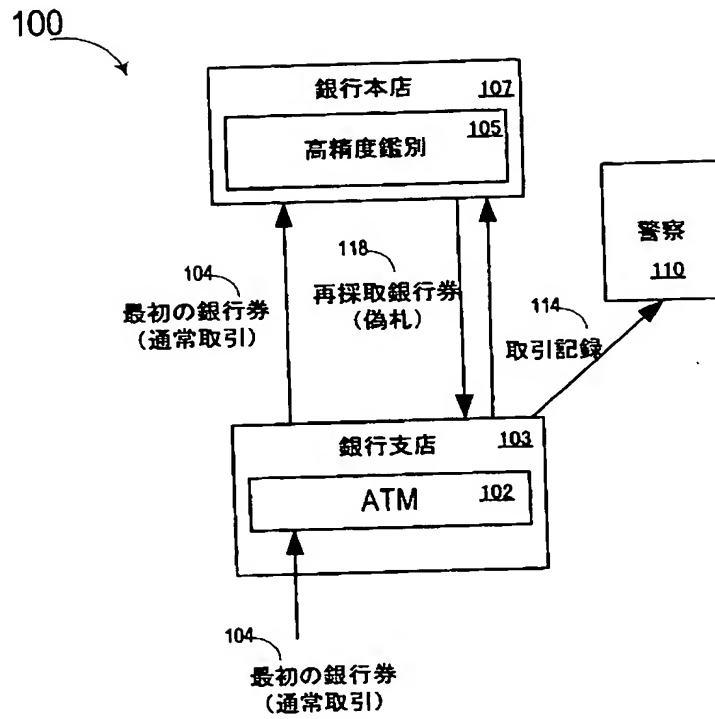 100
銀行本店 107
高精度鑑別 105
警察
110
118
再採取銀行券
(偽札)
104
最初の銀行券
(通常取引)
114
取引記録
銀行支店 103
ATM 102
104
最初の銀行券
(通常取引)